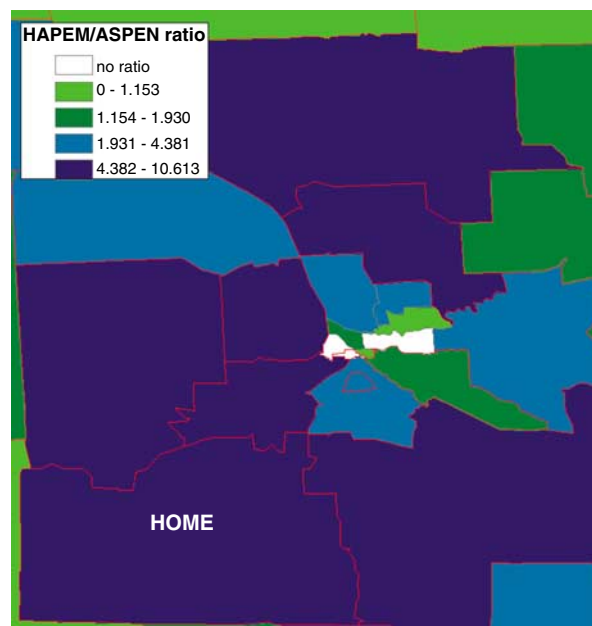 HAPEM/ASPEN ratio
no ratio
0 - 1.153
1.154 - 1.930
1.931 - 4.381
4.382 - 10.613
HOME